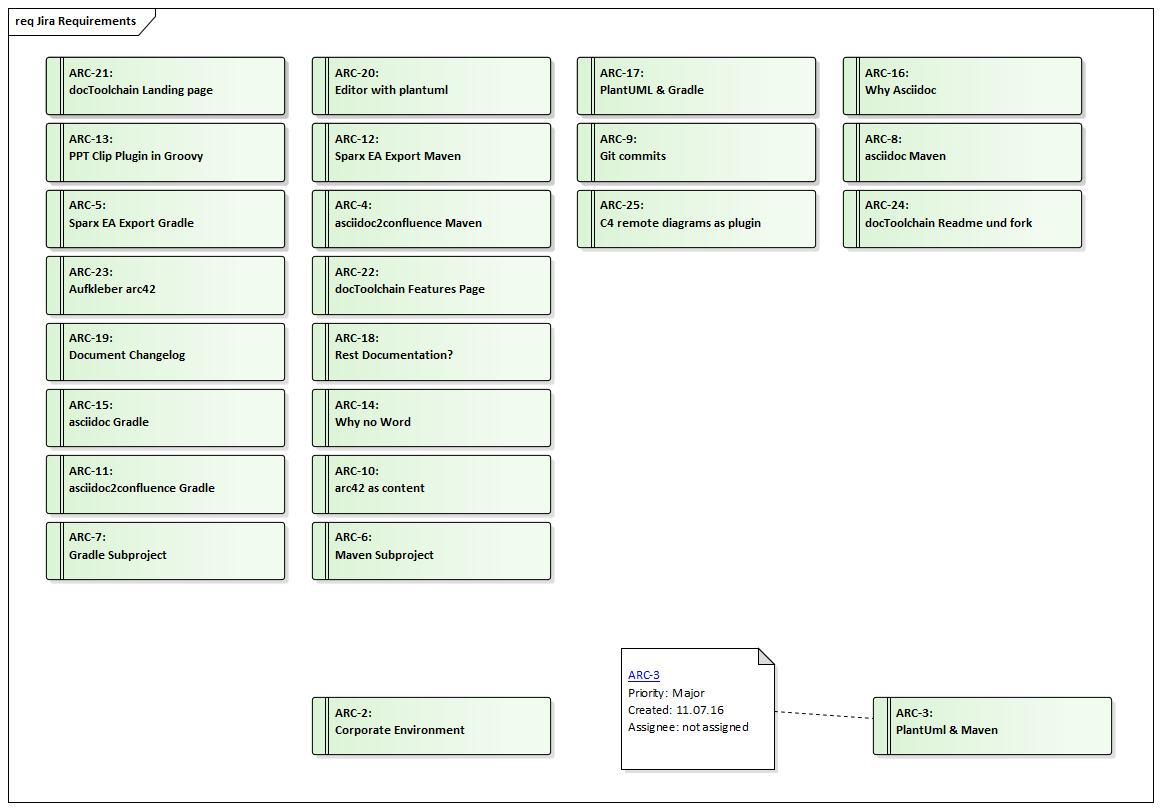 req Jira Requirements
ARC-21:
docToolchain Landing page
ARC-20:
Editor with plantuml
ARC-17:
PlantUML & Gradle
ARC-16:
Why Asciidoc
ARC-13:
PPT Clip Plugin in Groovy
ARC-12:
Sparx EA Export Maven
ARC-9:
Git commits
ARC-8:
asciidoc Maven
ARC-5:
Sparx EA Export Gradle
ARC-4:
asciidoc2confluence Maven
ARC-25:
C4 remote diagrams as plugin
ARC-24:
docToolchain Readme und fork
ARC-23:
Aufkleber arc42
ARC-22:
docToolchain Features Page
ARC-19:
Document Changelog
ARC-18:
Rest Documentation?
ARC-15:
asciidoc Gradle
ARC-14:
Why no Word
ARC-11:
asciidoc2confluence Gradle
ARC-10:
arc42 as content
ARC-7:
Gradle Subproject
ARC-6:
Maven Subproject
ARC-2:
Corporate Environment
ARC-3
Priority: Major
Created: 11.07.16
Assignee: not assigned
ARC-3:
PlantUml & Maven